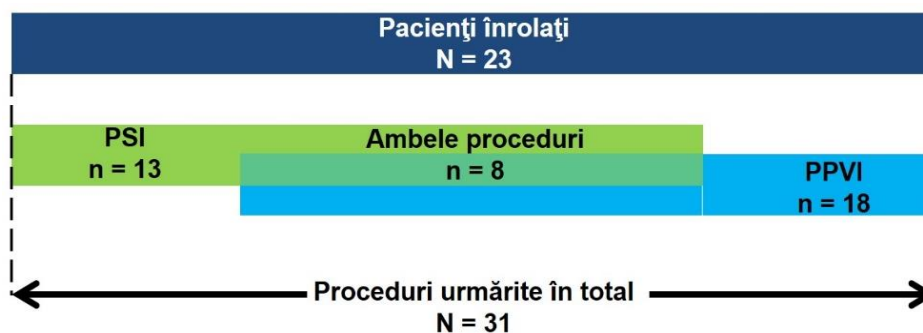 Pacienţi înrolaţi
N = 23
PSI
n = 13
Ambele proceduri
n = 8
PPVI
n = 18
Proceduri urmărite în total
N = 31